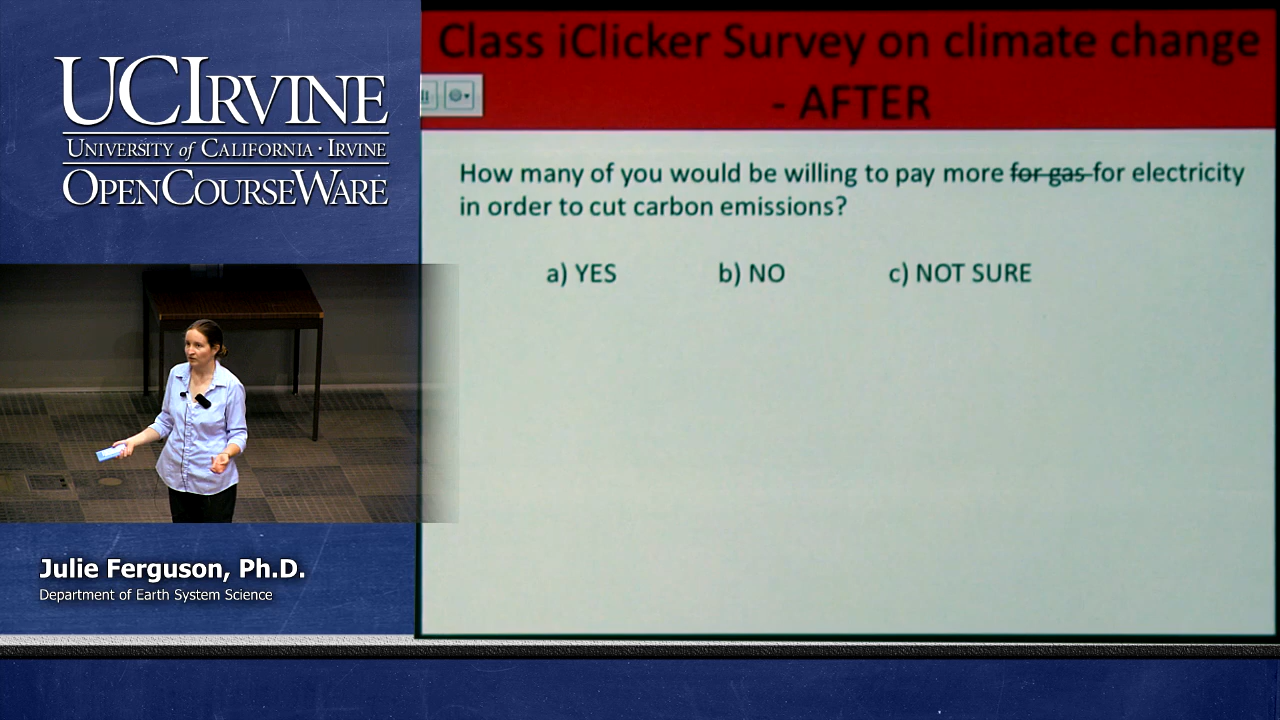 UCIRVINE
UNIVERSITY of CALIFORNIA · IRVINE
OPENCOURSEWARE
Class iClicker Survey on climate change
- AFTER
How many of you would be willing to pay more for gas for electricity
in order to cut carbon emissions?
a) YES b) NO c) NOT SURE
Julie Ferguson, Ph.D.
Department of Earth System Science